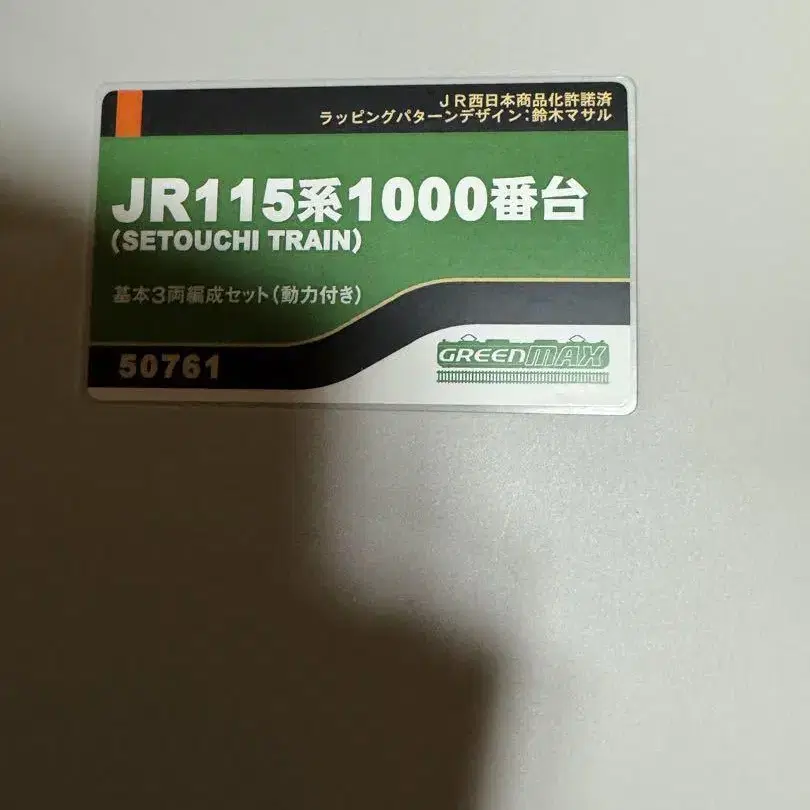 JR西日本商品化許諾済
ラッピングパターンデザイン:鈴木マサル
JR115系1000番台
(SETOUCHI TRAIN)
基本3両編成セット(動力付き)
50761
GREENMAX